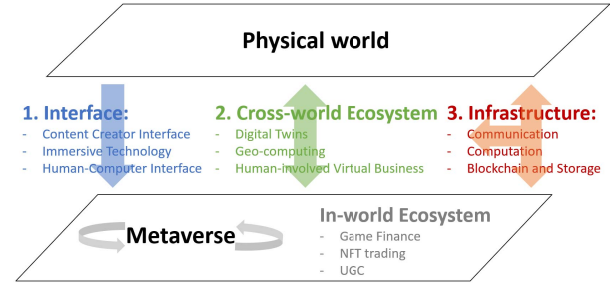 Physical world
1. Interface:
- Content Creator Interface
- Immersive Technology
- Human-Computer Interface
2. Cross-world Ecosystem
- Digital Twins
- Geo-computing
- Human-involved Virtual Business
3. Infrastructure:
- Communication
- Computation
- Blockchain and Storage
Metaverse
In-world Ecosystem
- Game Finance
- NFT trading
- UGC